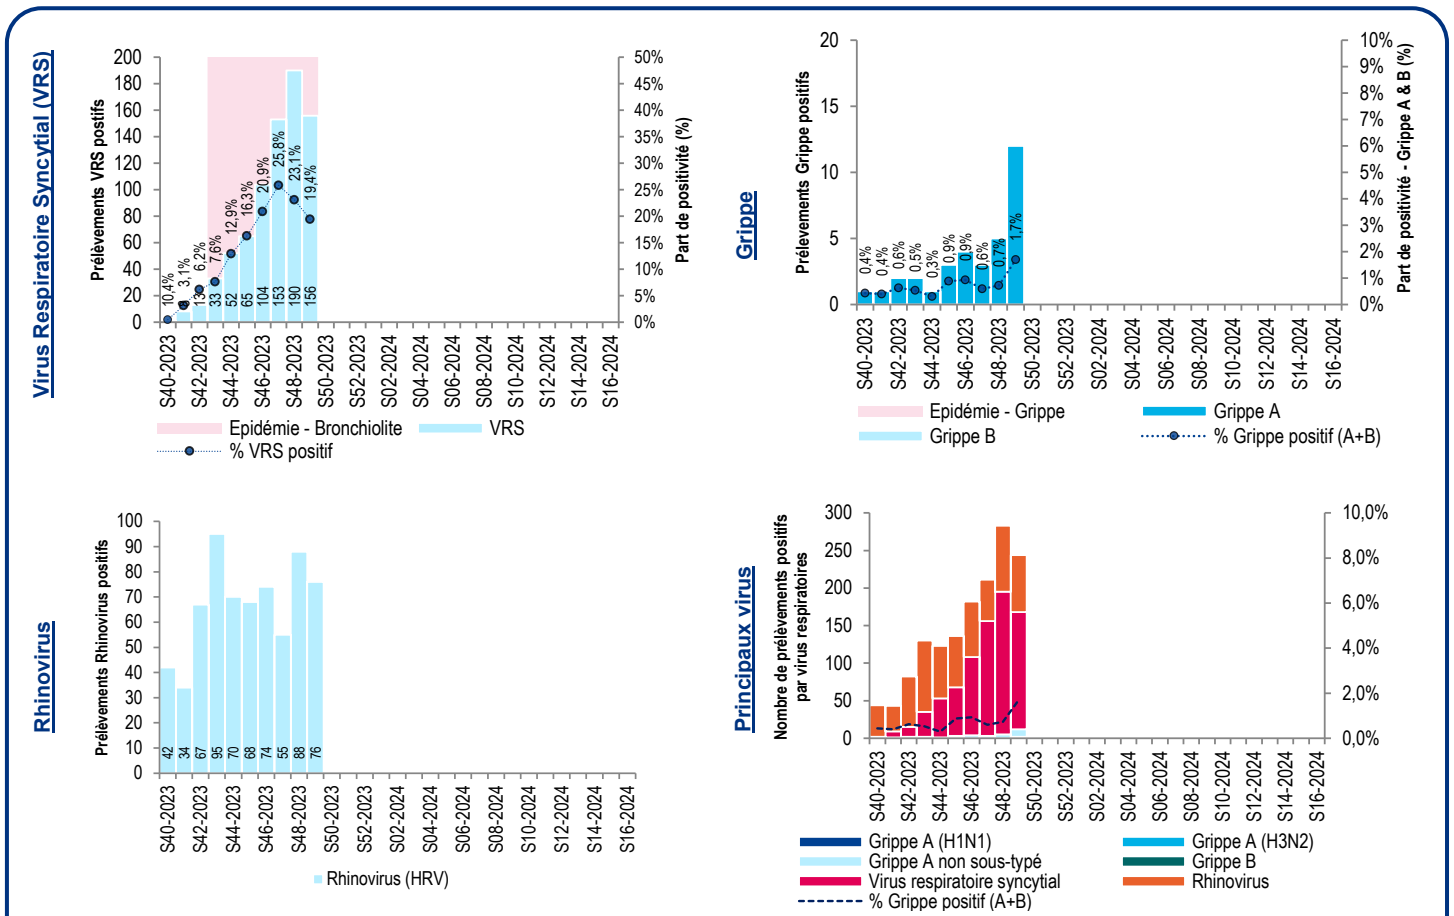 Virus Respiratoire Syncytial (VRS)
Prélèvements VRS postifs
200
180
160
140
120
100
80
60
40
20
0
50%
45%
40%
35%
30%
25%
20%
15%
10%
5%
0%
Part de positivité (%)
3,1%
6,2%
7,6%
12,9%
16,3%
20,9%
25,8%
23,1%
19,4%
13
33
52
65
104
153
190
156
S40-2023
S42-2023
S44-2023
S46-2023
S48-2023
S50-2023
S52-2023
S02-2024
S04-2024
S06-2024
S08-2024
S10-2024
S12-2024
S14-2024
S16-2024
Epidémie - Bronchiolite
VRS
% VRS positif
Grippe
Prélevements Grippe positifs
20
15
10
5
0
10%
9%
8%
7%
6%
5%
4%
3%
2%
1%
0%
Part de positivité - Grippe A & B (%)
0,4%
0,4%
0,6%
0,5%
0,3%
0,9%
0,9%
0,6%
0,7%
1,7%
S40-2023
S42-2023
S44-2023
S46-2023
S48-2023
S50-2023
S52-2023
S02-2024
S04-2024
S06-2024
S08-2024
S10-2024
S12-2024
S14-2024
S16-2024
Epidémie - Grippe
Grippe A
Grippe B
% Grippe positif (A+B)
Rhinovirus
Prélèvements Rhinovirus positifs
100
90
80
70
60
50
40
30
20
10
0
42
34
67
95
70
68
74
55
88
76
S40-2023
S42-2023
S44-2023
S46-2023
S48-2023
S50-2023
S52-2023
S02-2024
S04-2024
S06-2024
S08-2024
S10-2024
S12-2024
S14-2024
S16-2024
Rhinovirus (HRV)
Principaux virus
Nombre de prélèvements positifs
par virus respiratoires
300
250
200
150
100
50
0
10,0%
8,0%
6,0%
4,0%
2,0%
0,0%
S40-2023
S42-2023
S44-2023
S46-2023
S48-2023
S50-2023
S52-2023
S02-2024
S04-2024
S06-2024
S08-2024
S10-2024
S12-2024
S14-2024
S16-2024
Grippe A (H1N1)
Grippe A (H3N2)
Grippe A non sous-typé
Grippe B
Virus respiratoire syncytial
Rhinovirus
% Grippe positif (A+B)